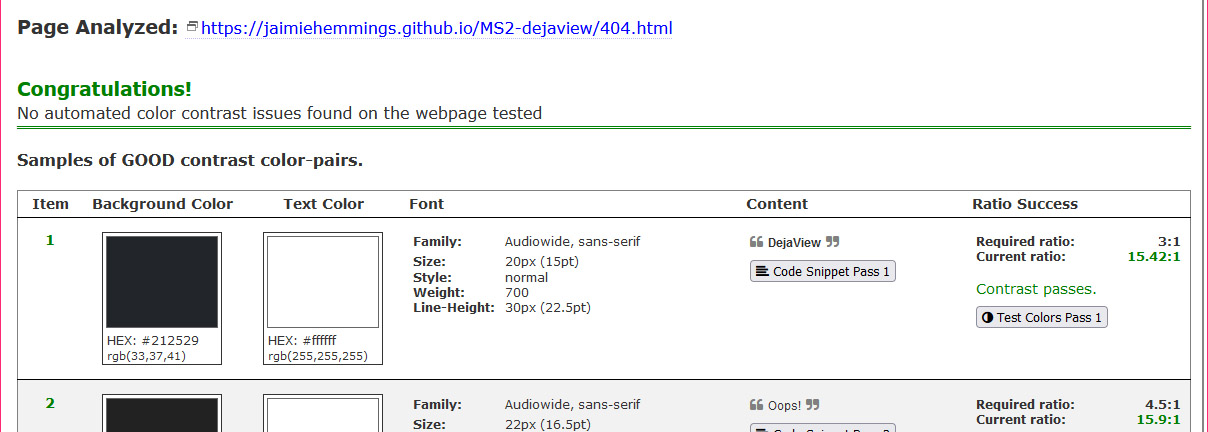 Page Analyzed: https://jaimiehemmings.github.io/MS2-dejaview/404.html
Congratulations!
No automated color contrast issues found on the webpage tested
Samples of GOOD contrast color-pairs.
Item Background Color Text Color Font Content Ratio Success
1
HEX: #212529
rgb(33,37,41)
HEX: #ffffff
rgb(255,255,255)
Family: Audiowide, sans-serif
Size: 20px (15pt)
Style: normal
Weight: 700
Line-Height: 30px (22.5pt)
❝ DejaView ❞
Code Snippet Pass 1
Required ratio: 3:1
Current ratio: 15.42:1
Contrast passes.
Test Colors Pass 1
2
Family: Audiowide, sans-serif
Size: 22px (16.5pt)
❝ Oops! ❞
Code Snippet Pass 2
Required ratio: 4.5:1
Current ratio: 15.9:1